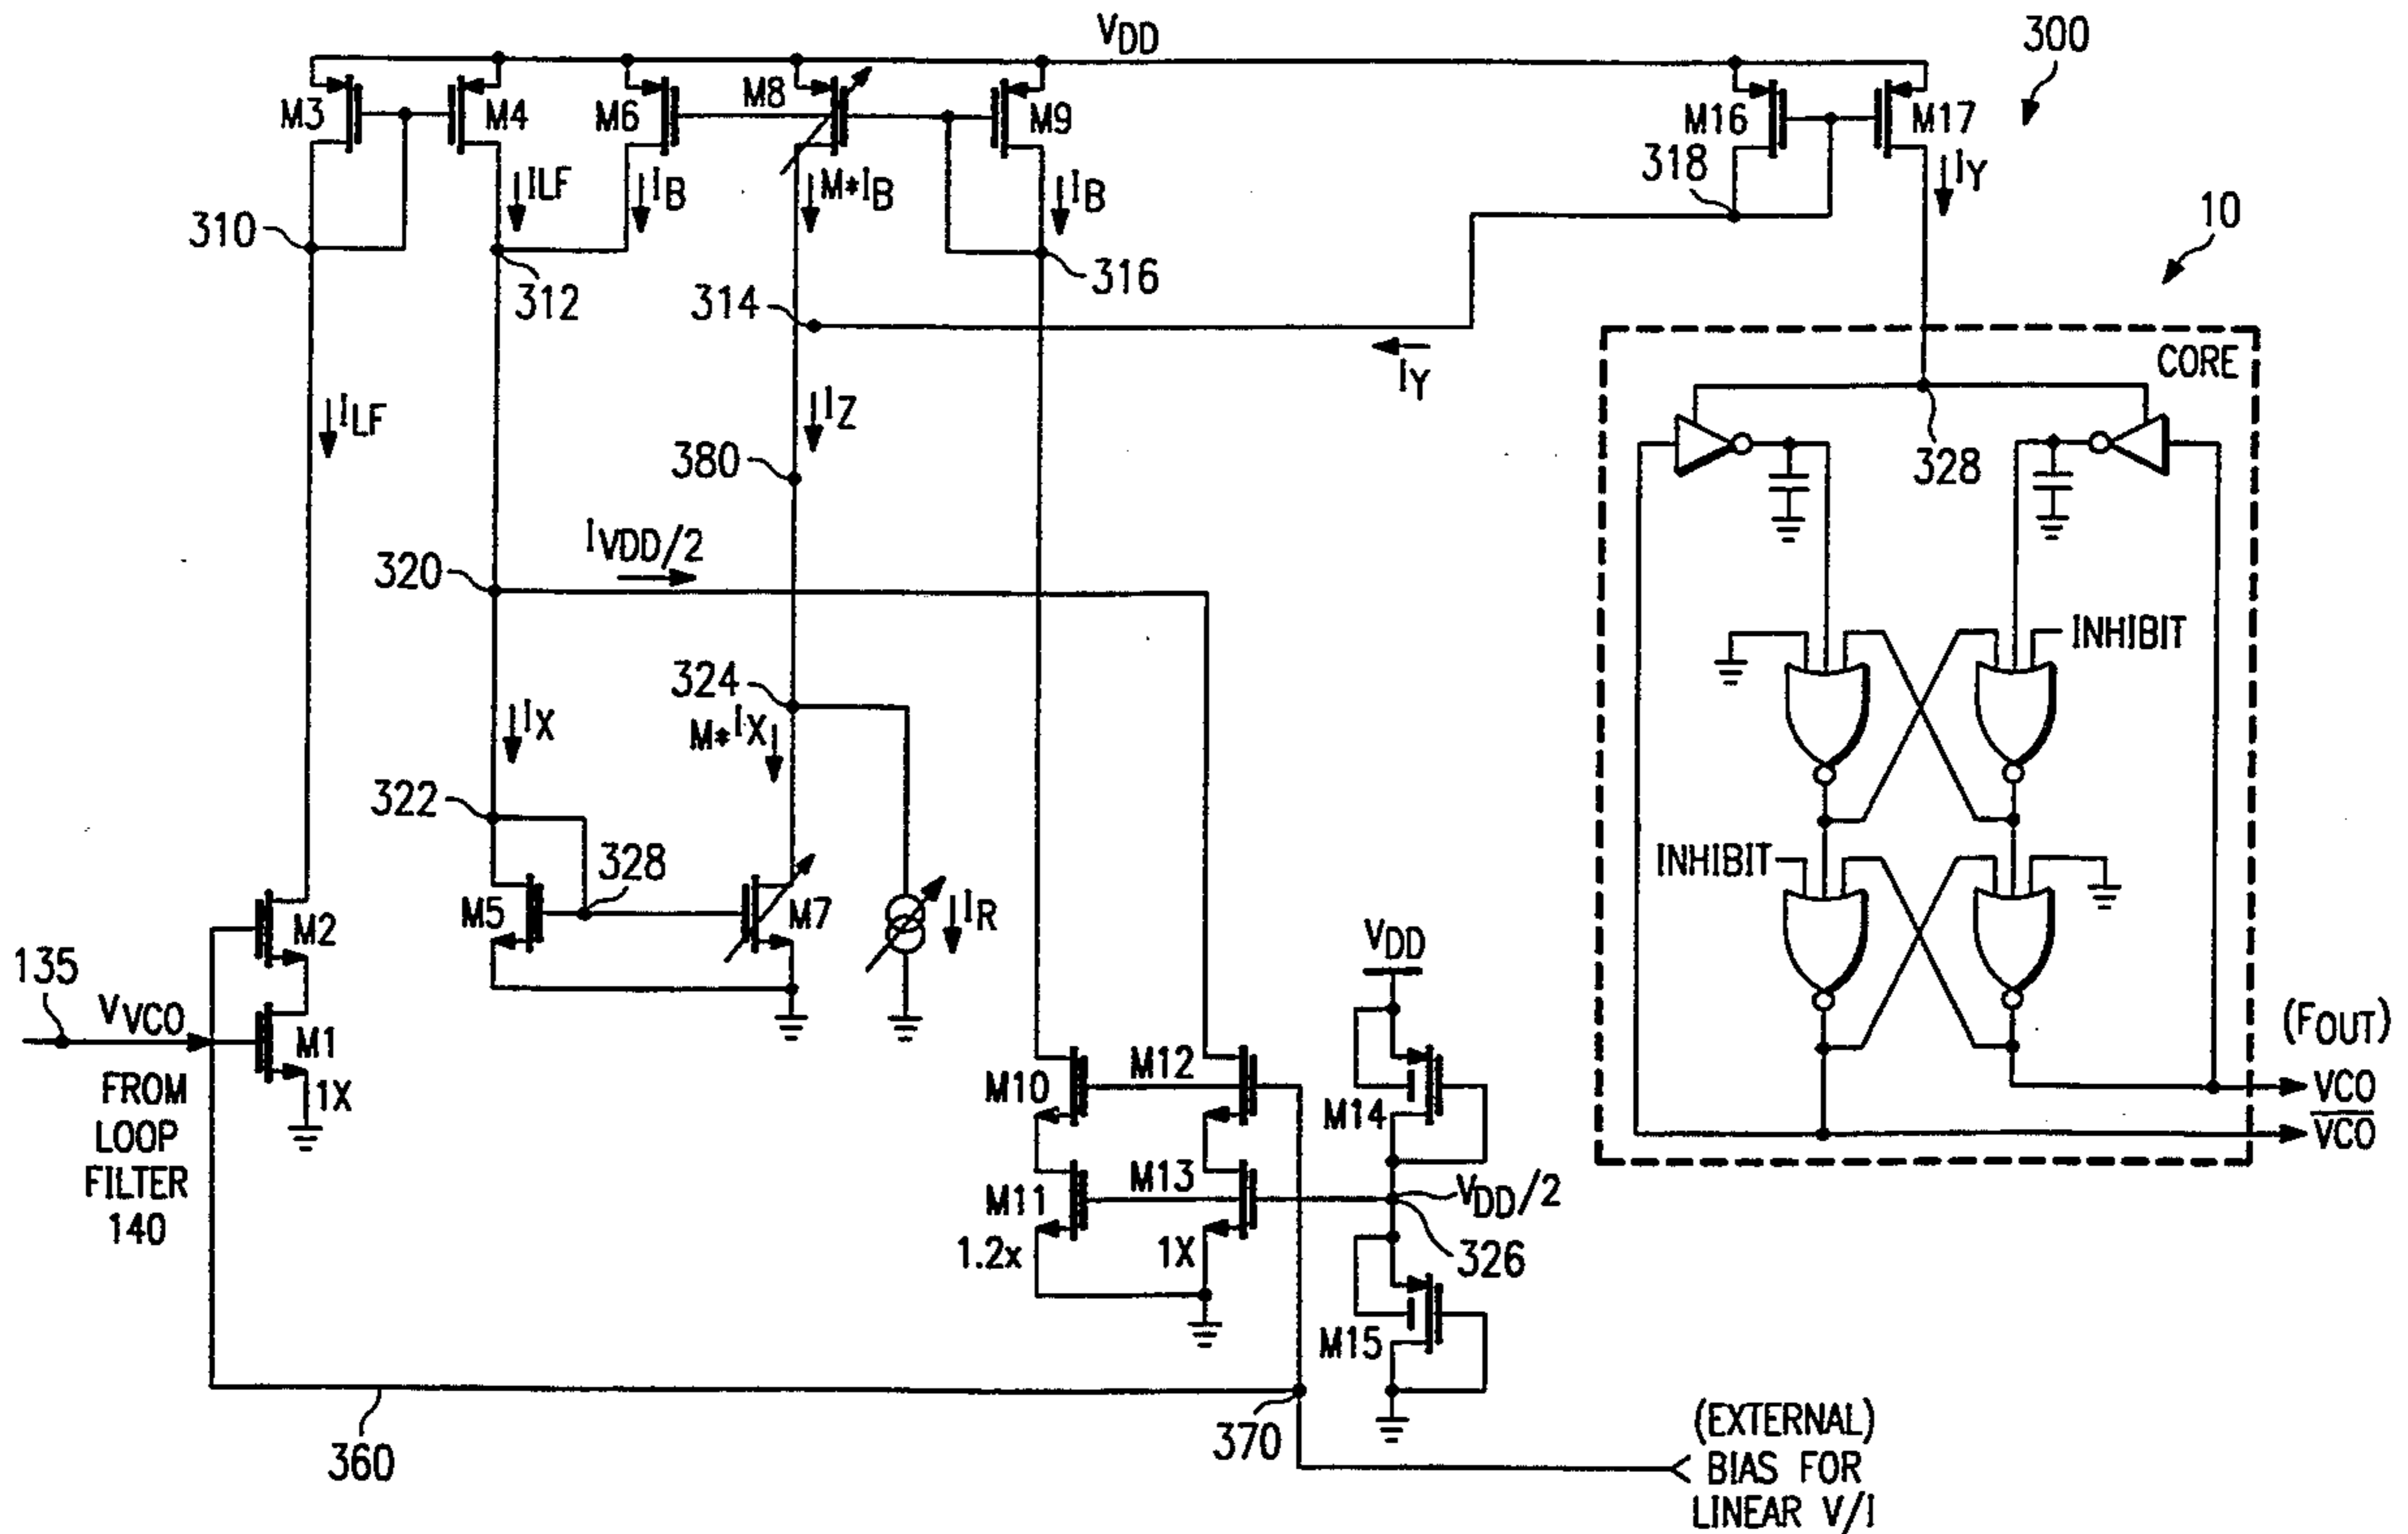 VDD
300
M3
M4
M6
M8
M9
M16
M17
ILF
IB
M*IB
IB
318
IY
10
310
312
314
316
IY
CORE
ILF
IZ
380
328
IVDD/2
320
INHIBIT
324
IX
M*IX
322
328
INHIBIT
M5
M7
IR
M2
VDD
135
VVCO
M1
1X
FROM
LOOP
FILTER
140
M10
M12
M14
(FOUT)
VCO
VCO
M11
M13
VDD/2
1.2x
1X
326
M15
360
370
(EXTERNAL)
BIAS FOR
LINEAR V/I